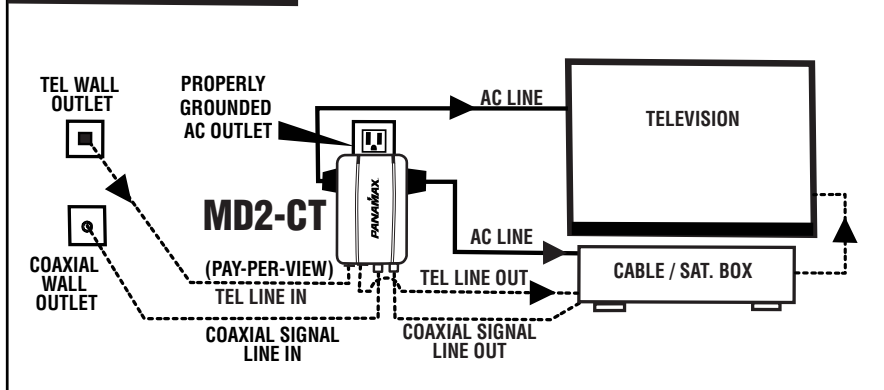 TEL WALL
OUTLET
PROPERLY
GROUNDED
AC OUTLET
AC LINE
TELEVISION
MD2-CT
PANAMAX
AC LINE
COAXIAL
WALL
OUTLET
(PAY-PER-VIEW)
TEL LINE IN
TEL LINE OUT
CABLE / SAT. BOX
COAXIAL SIGNAL
LINE IN
COAXIAL SIGNAL
LINE OUT